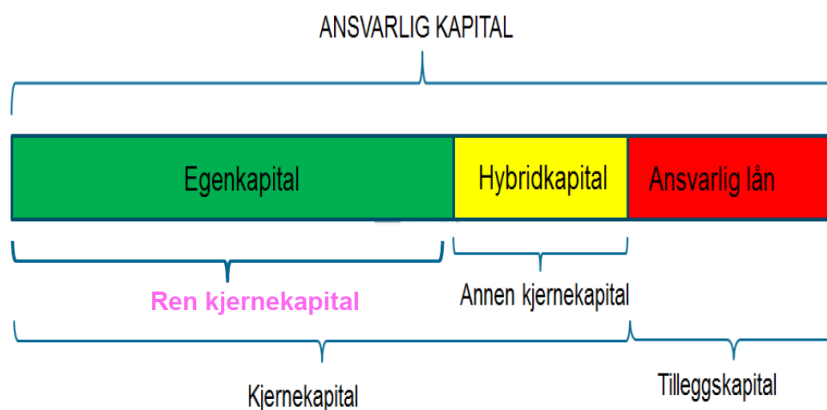 ANSVARLIG KAPITAL
Egenkapital
Hybridkapital
Ansvarlig lån
Ren kjernekapital
Annen kjernekapital
Kjernekapital
Tilleggskapital